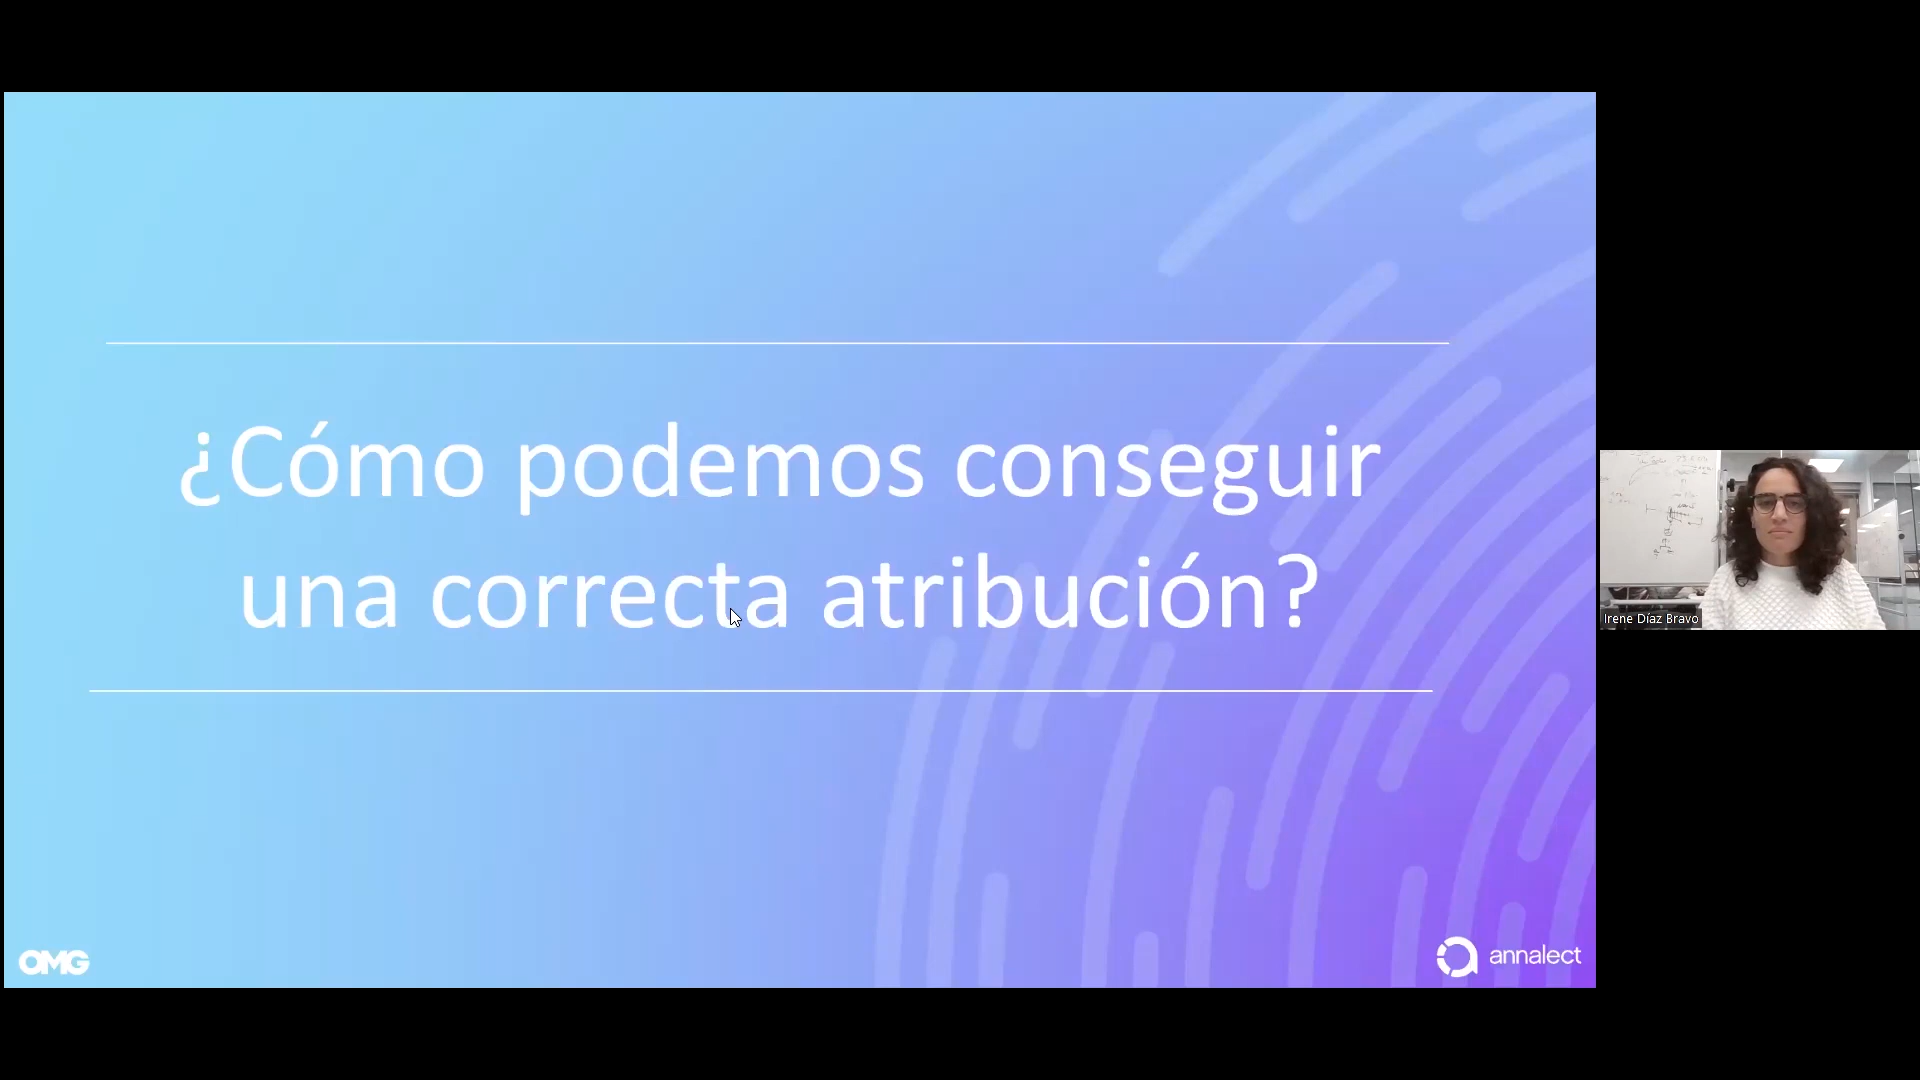 ¿Cómo podemos conseguir
una correcta atribución?
OMG
annalect
Irene Díaz Bravo